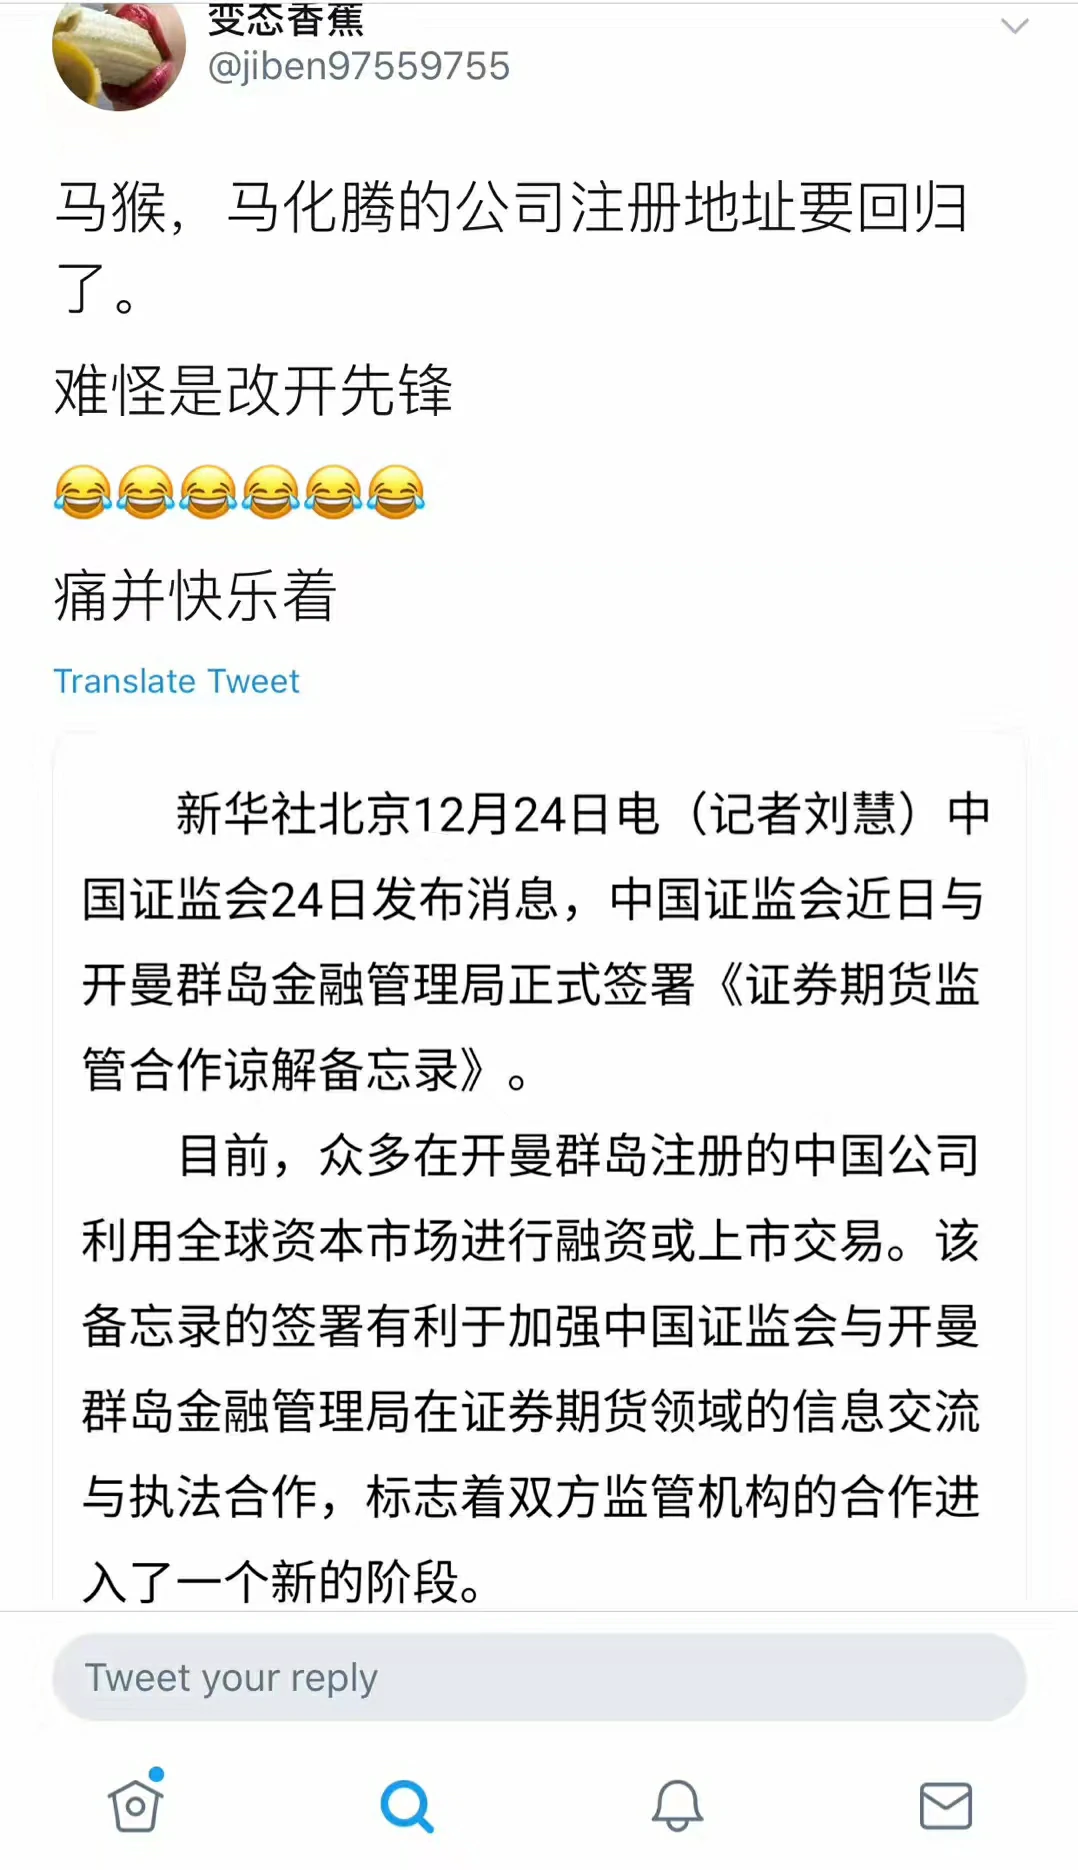 变态香蕉
@jiben97559755
马猴，马化腾的公司注册地址要回归
了。
难怪是改开先锋
😂😂😂😂😂😂
痛并快乐着
Translate Tweet
新华社北京12月24日电（记者刘慧）中
国证监会24日发布消息，中国证监会近日与
开曼群岛金融管理局正式签署《证券期货监
管合作谅解备忘录》。
目前，众多在开曼群岛注册的中国公司
利用全球资本市场进行融资或上市交易。该
备忘录的签署有利于加强中国证监会与开曼
群岛金融管理局在证券期货领域的信息交流
与执法合作，标志着双方监管机构的合作进
入了一个新的阶段。
Tweet your reply